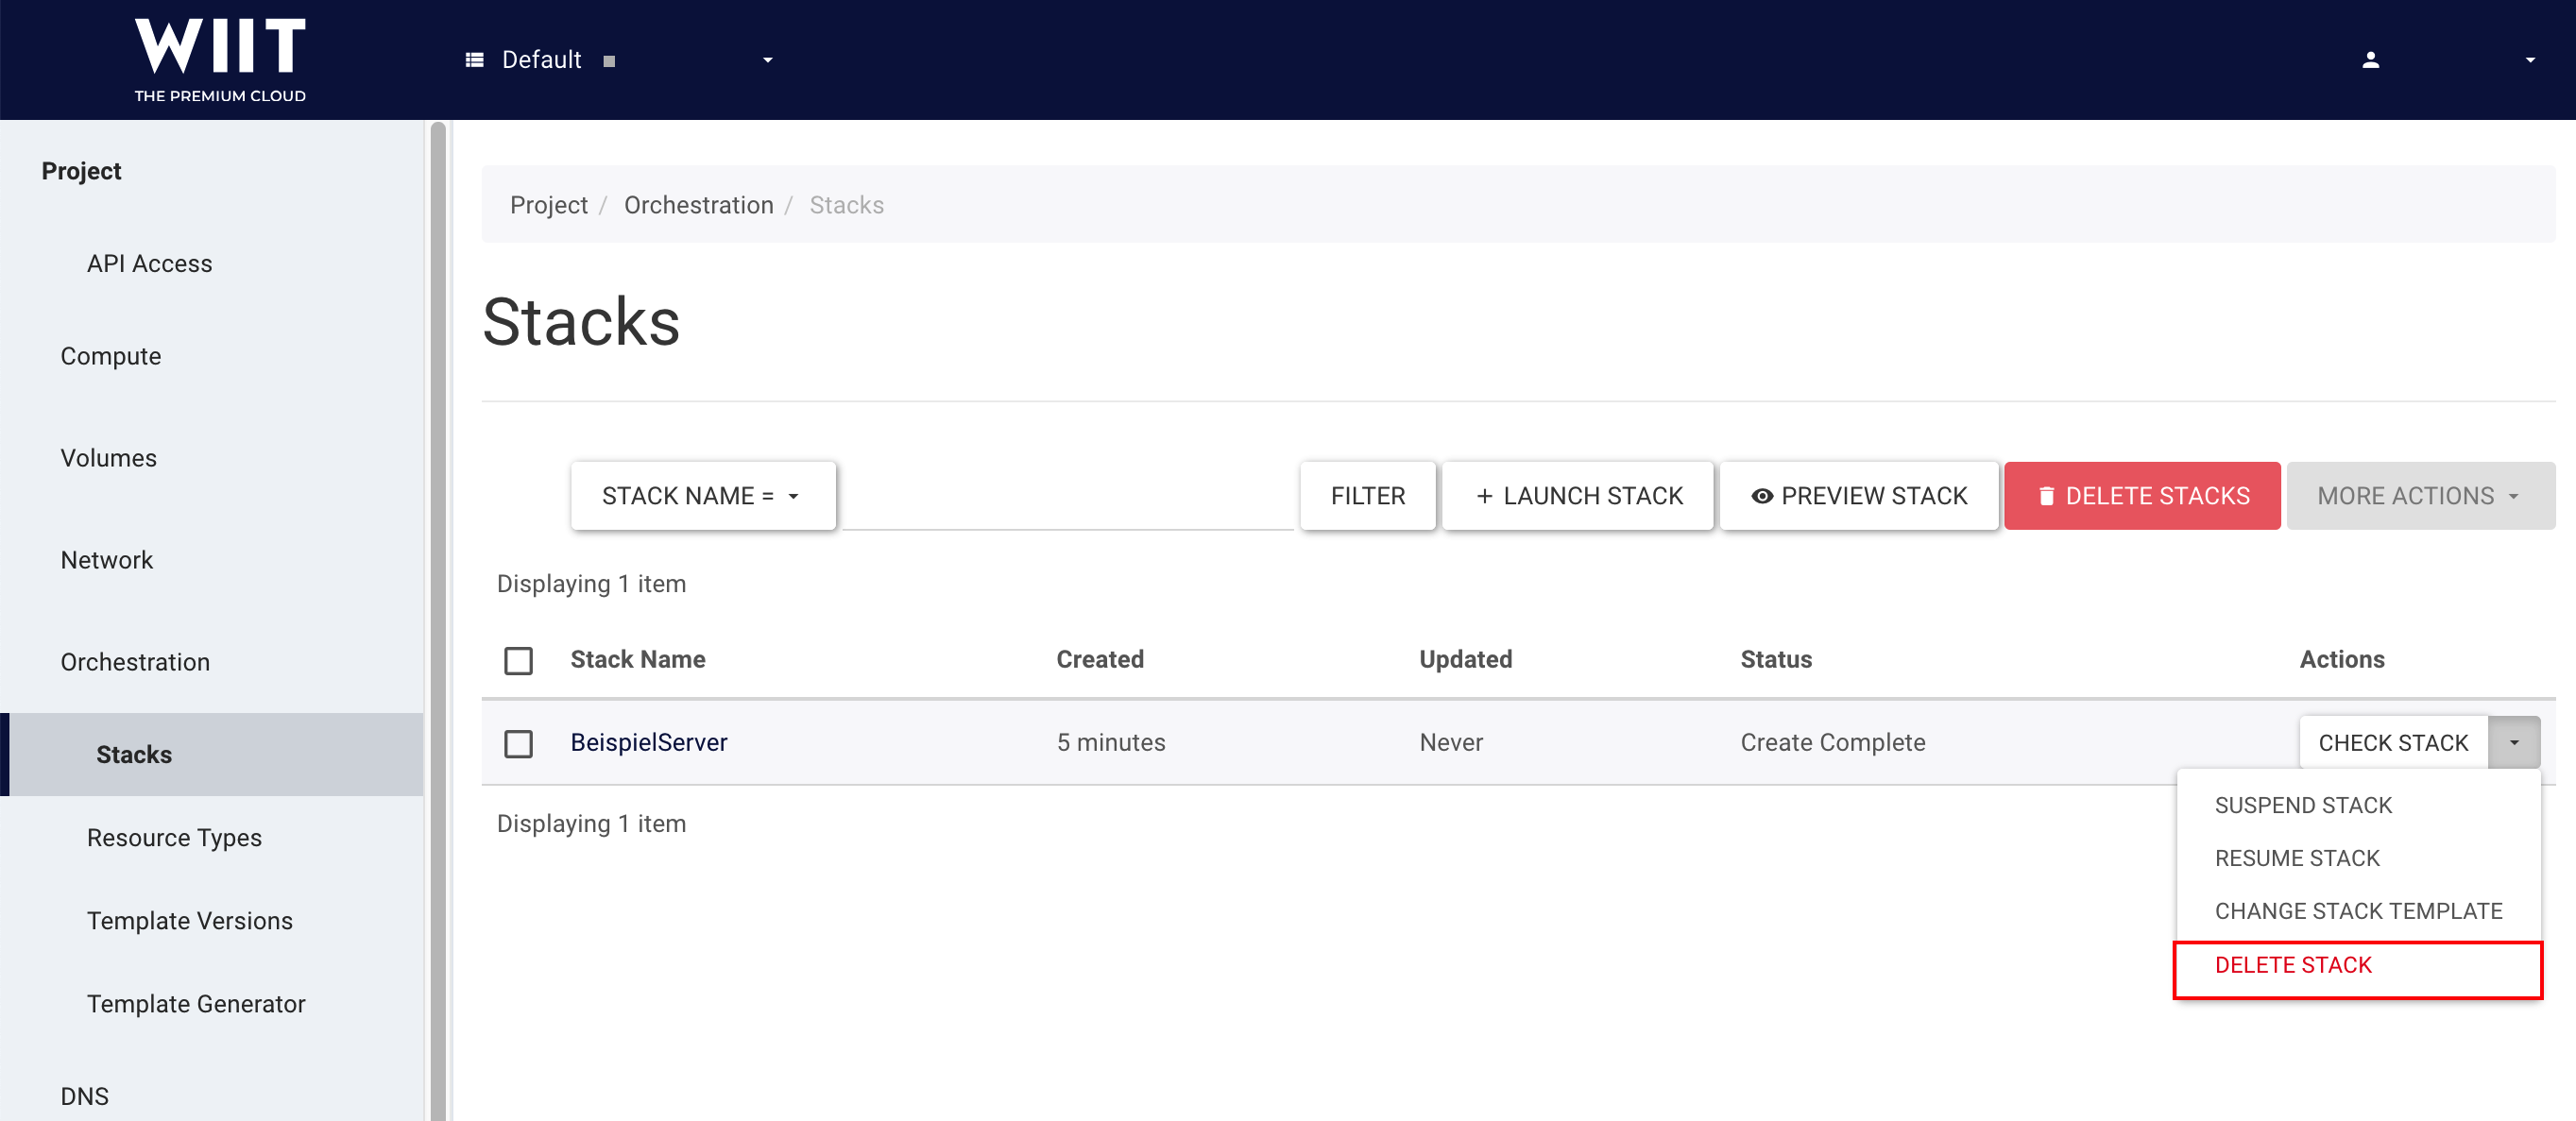 WIIT
THE PREMIUM CLOUD
Default
Project
API Access
Compute
Volumes
Network
Orchestration
Stacks
Resource Types
Template Versions
Template Generator
DNS
Project / Orchestration / Stacks
Stacks
STACK NAME =
FILTER
+ LAUNCH STACK
PREVIEW STACK
DELETE STACKS
MORE ACTIONS
Displaying 1 item
Stack Name Created Updated Status Actions
BeispielServer 5 minutes Never Create Complete CHECK STACK
SUSPEND STACK
RESUME STACK
CHANGE STACK TEMPLATE
DELETE STACK
Displaying 1 item